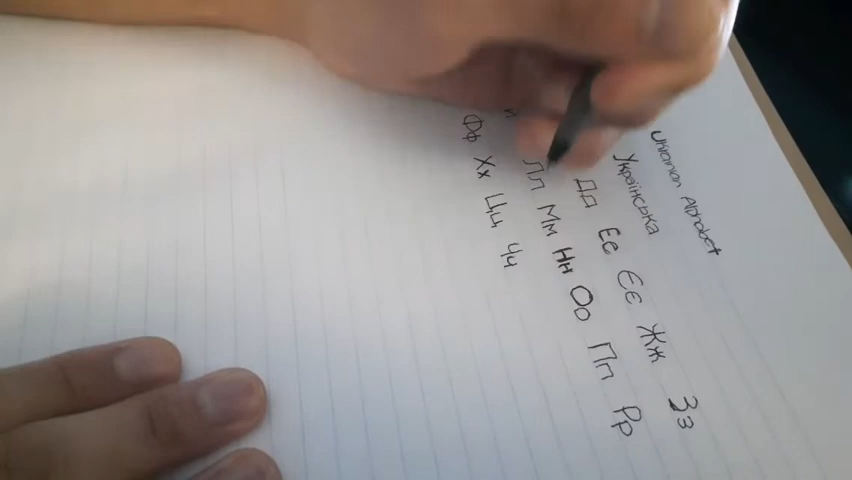 Ukrainian Alphabet
Українська
Дд Ее Єє Жж Зз
Лл Мм Нн Оо Пп Рр
Фф Хх Цц Чч